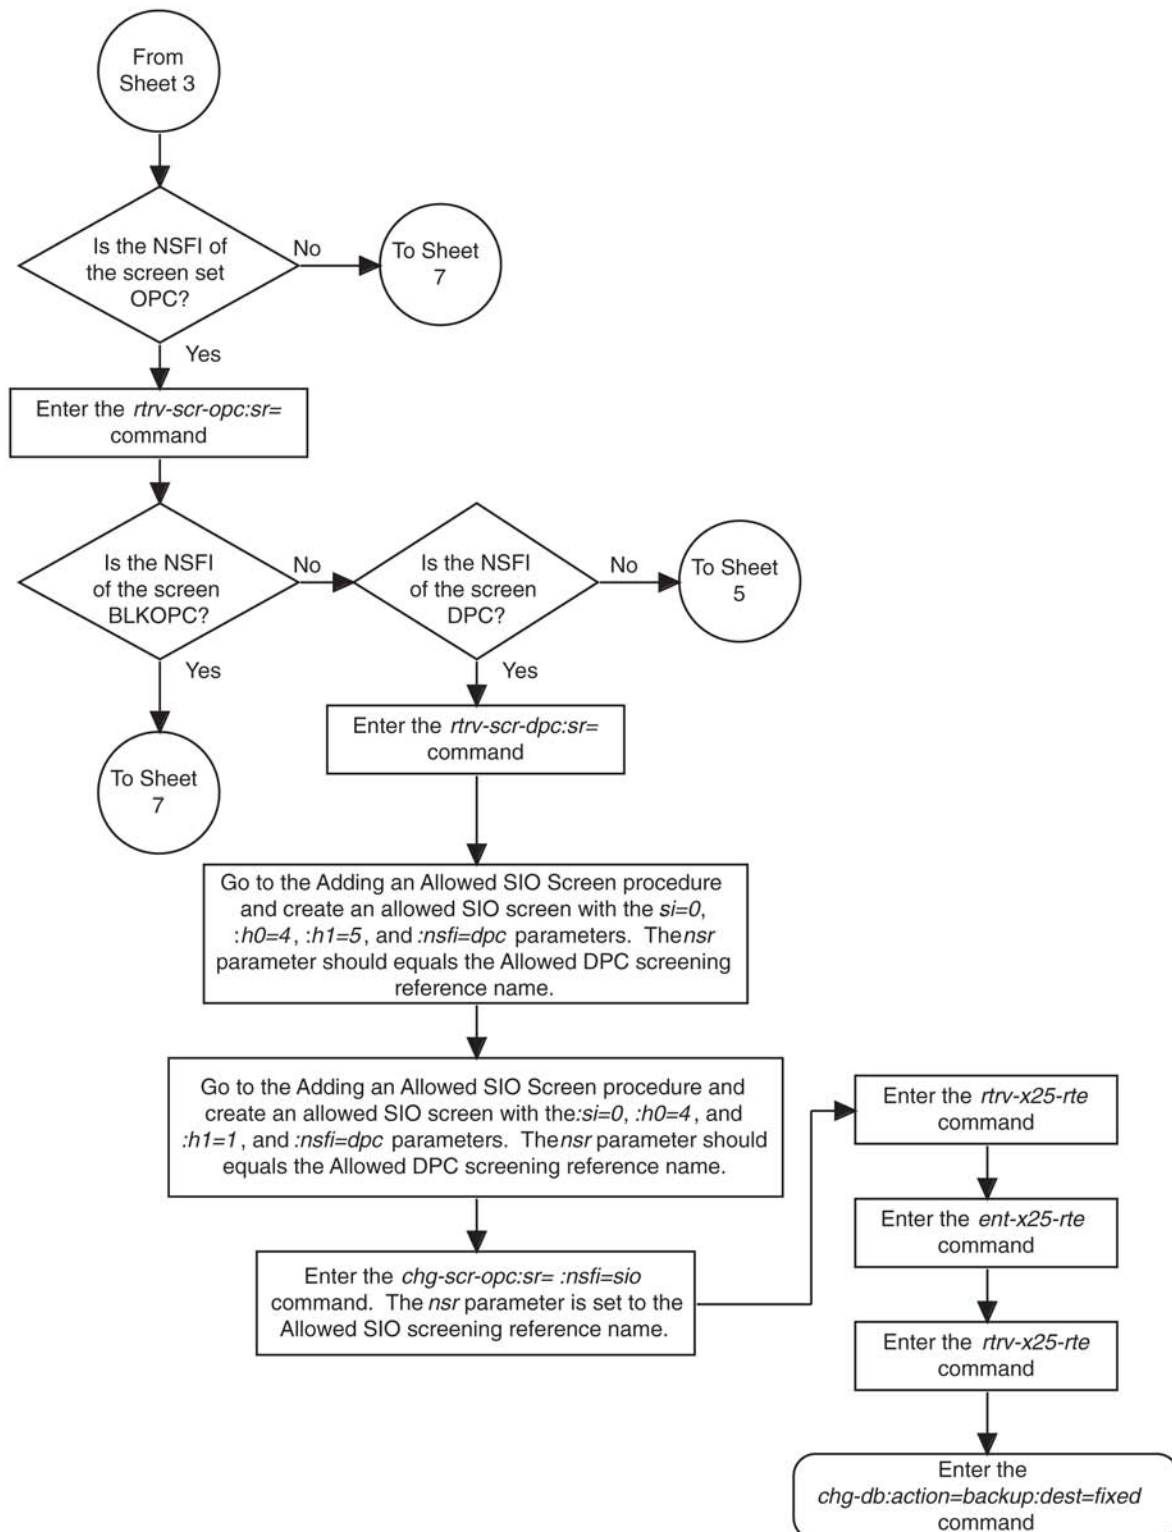 From
Sheet 3
Is the NSFI of
the screen set
OPC?
No
To Sheet
7
Yes
Enter the rtrv-scr-opc:sr=
command
Is the NSFI
of the screen
BLKOPC?
No
Is the NSFI
of the screen
DPC?
No
To Sheet
5
Yes
To Sheet
7
Yes
Enter the rtrv-scr-dpc:sr=
command
Go to the Adding an Allowed SIO Screen procedure
and create an allowed SIO screen with the si=0,
:h0=4, :h1=5, and :nsfi=dpc parameters. Thensr
parameter should equals the Allowed DPC screening
reference name.
Go to the Adding an Allowed SIO Screen procedure and
create an allowed SIO screen with the:si=0, :h0=4, and
:h1=1, and :nsfi=dpc parameters. Thensr parameter should
equals the Allowed DPC screening reference name.
Enter the chg-scr-opc:sr= :nsfi=sio
command. The nsr parameter is set to the
Allowed SIO screening reference name.
Enter the rtrv-x25-rte
command
Enter the ent-x25-rte
command
Enter the rtrv-x25-rte
command
Enter the
chg-db:action=backup:dest=fixed
command